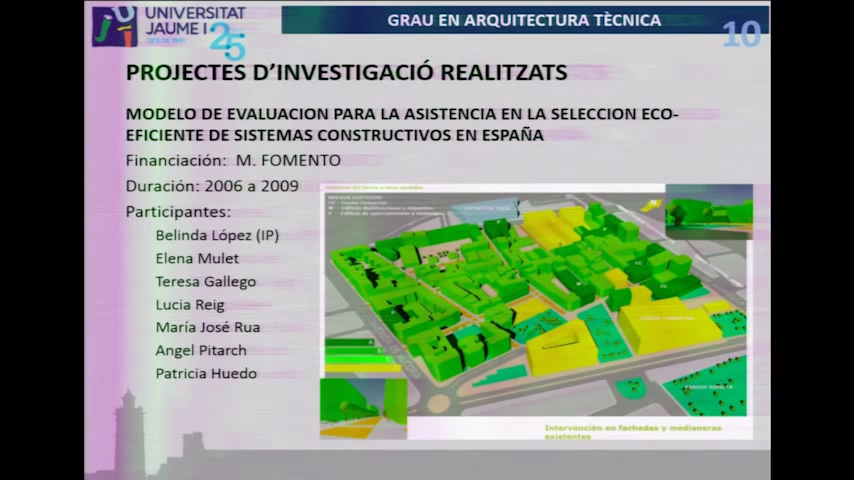 UNIVERSITAT
JAUME I
25
GRAU EN ARQUITECTURA TÈCNICA
10
PROJECTES D’INVESTIGACIÓ REALITZATS
MODELO DE EVALUACION PARA LA ASISTENCIA EN LA SELECCION ECO-
EFICIENTE DE SISTEMAS CONSTRUCTIVOS EN ESPAÑA
Financiación: M. FOMENTO
Duración: 2006 a 2009
Participantes:
Belinda López (IP)
Elena Mulet
Teresa Gallego
Lucia Reig
María José Rua
Angel Pitarch
Patricia Huedo
Intervención en fachadas y medianeras
existentes